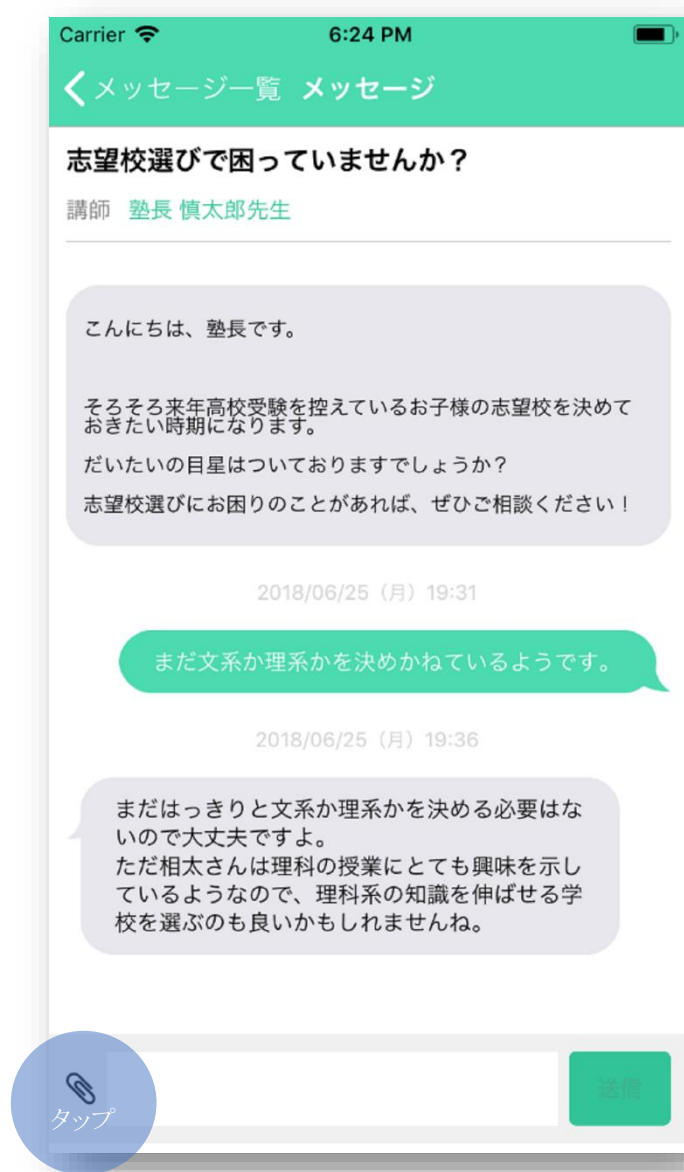 Carrier 6:24 PM
メッセージ一覧 メッセージ
志望校選びで困っていませんか？
講師 塾長 慎太郎先生
こんにちは、塾長です。
そろそろ来年高校受験を控えているお子様の志望校を決めて
おきたい時期になります。
だいたいの目星はついておりますでしょうか？
志望校選びにお困りのことがあれば、ぜひご相談ください！
2018/06/25（月）19:31
まだ文系か理系かを決めかねているようです。
2018/06/25（月）19:36
まだはっきりと文系か理系かを決める必要はな
いので大丈夫ですよ。
ただ相太さんは理科の授業にとても興味を示し
ているようなので、理科系の知識を伸ばせる学
校を選ぶのも良いかもしれませんね。
タップ
送信